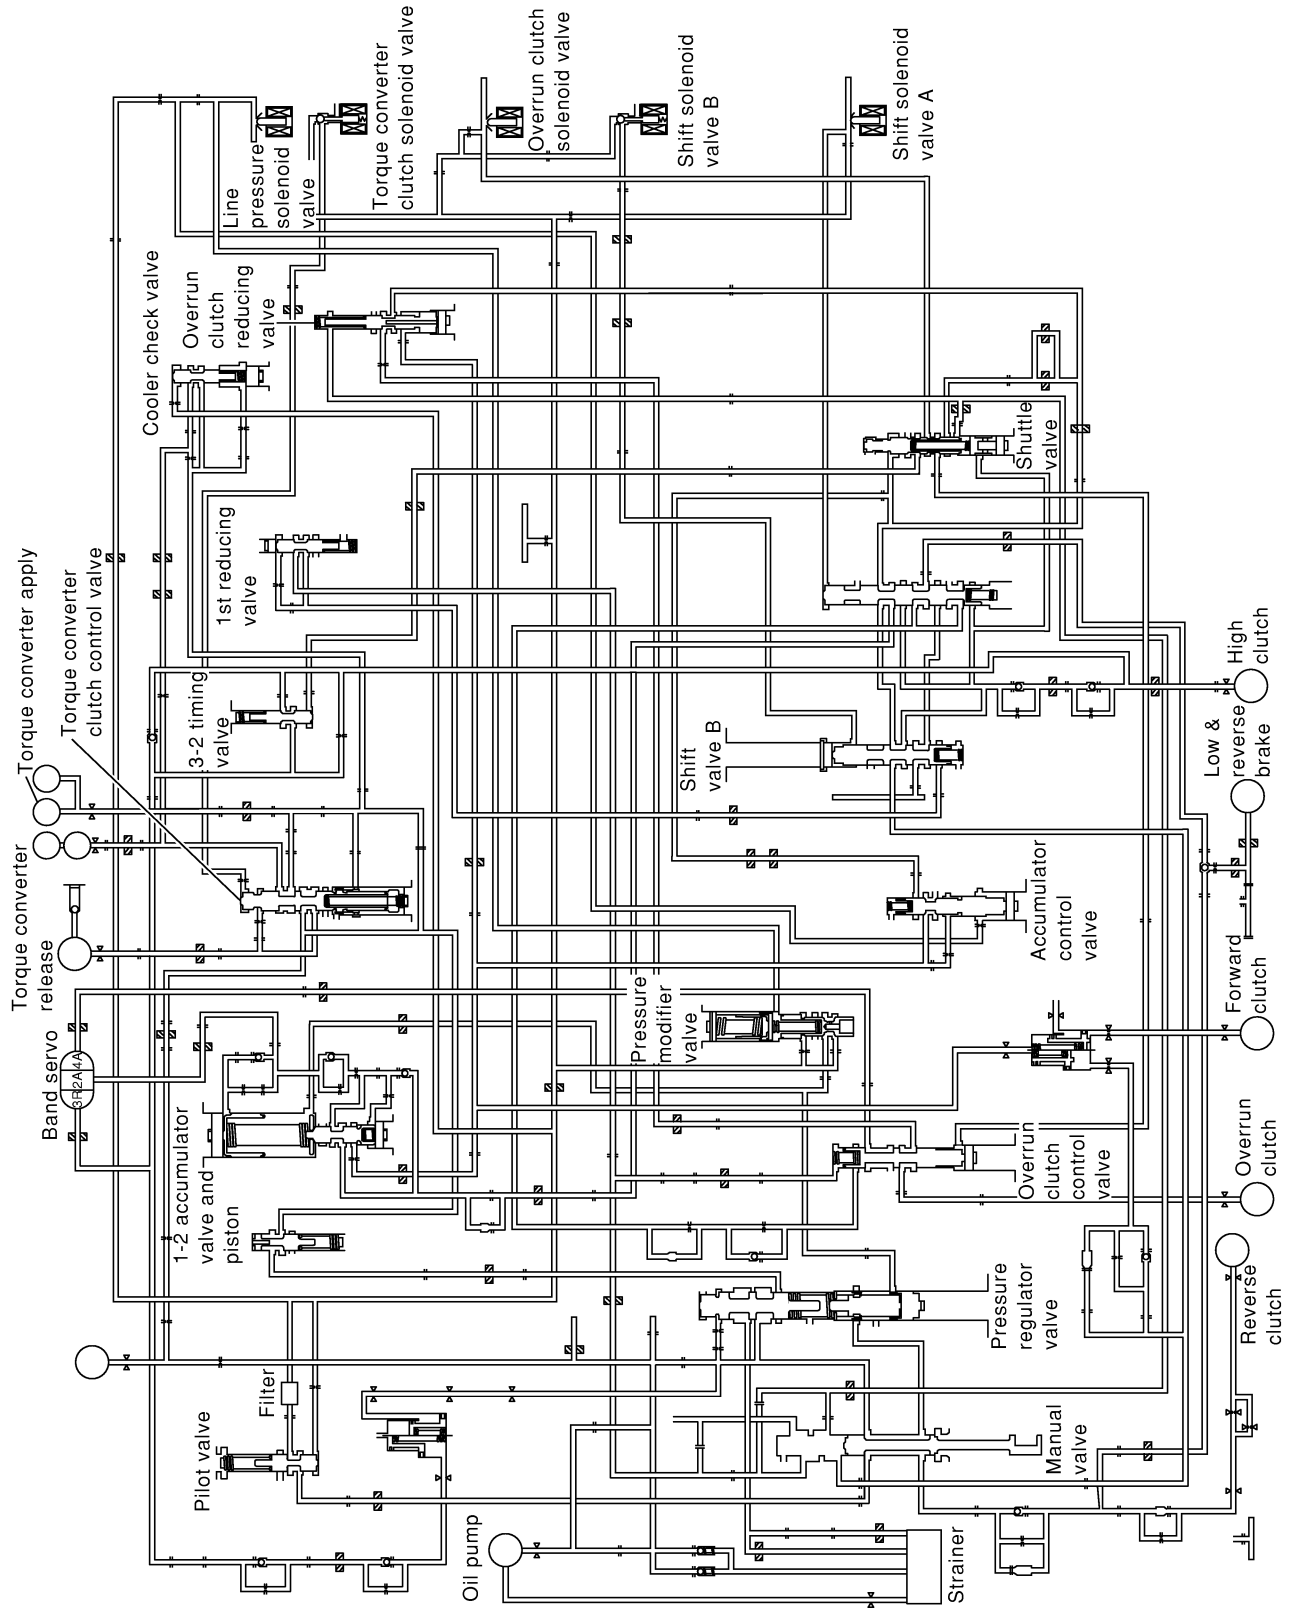 Torque converter apply
Torque converter
clutch control valve
Torque converter
release
Band servo
3R2A4A
1-2 accumulator
valve and
piston
Pilot valve
Filter
Oil pump
Strainer
Cooler check valve
Overrun
clutch
reducing
valve
1st reducing
valve
3-2 timing
valve
Line
pressure
solenoid
valve
Torque converter
clutch solenoid valve
Overrun clutch
solenoid valve
Shift solenoid
valve B
Shift solenoid
valve A
Shuttle
valve
Shift
valve B
Accumulator
control
valve
Pressure
modifier
valve
Overrun
clutch
control
valve
Pressure
regulator
valve
Manual
valve
High
clutch
Low &
reverse
brake
Forward
clutch
Overrun
clutch
Reverse
clutch